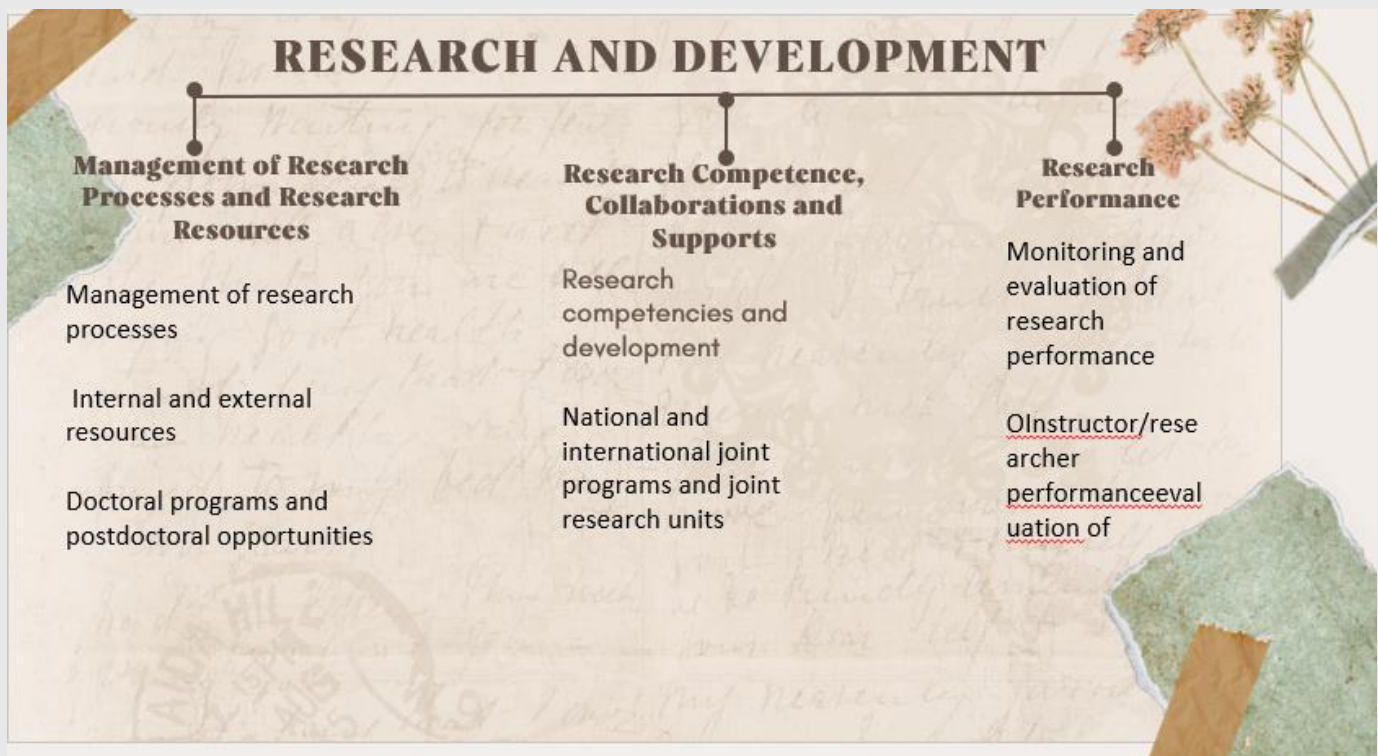 RESEARCH AND DEVELOPMENT
Management of Research
Processes and Research
Resources
Management of research
processes
Internal and external
resources
Doctoral programs and
postdoctoral opportunities
Research Competence,
Collaborations and
Supports
Research
competencies and
development
National and
international joint
programs and joint
research units
Research
Performance
Monitoring and
evaluation of
research
performance
OInstructor/rese
archer
performanceeval
uation of